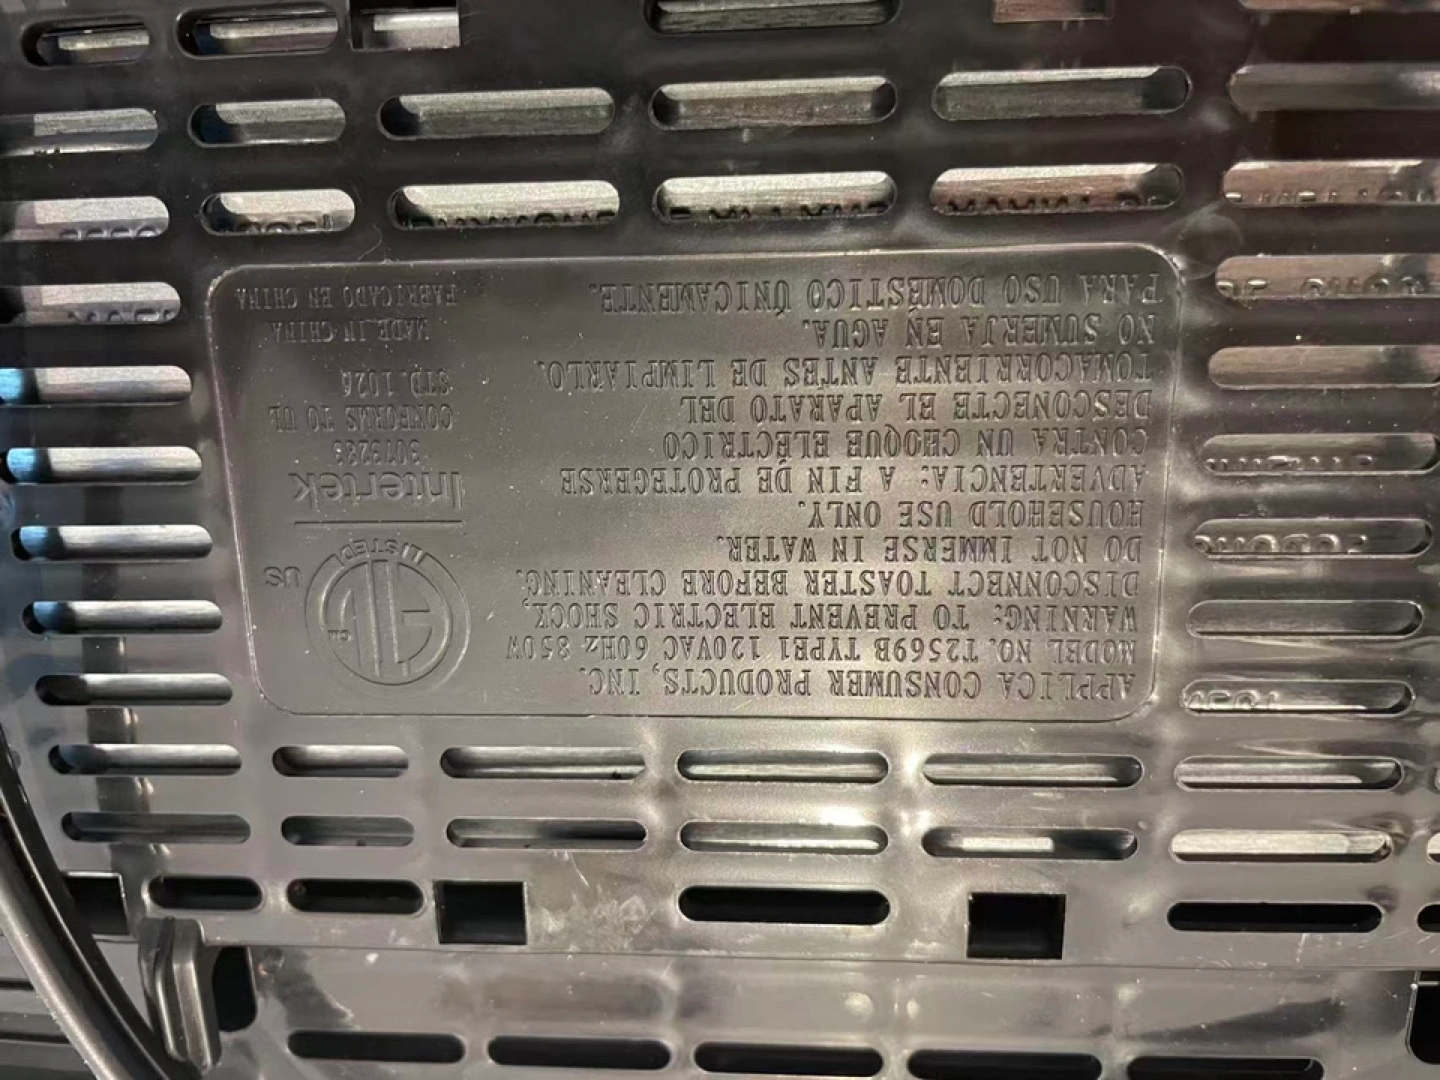 APPLICA CONSUMER PRODUCTS, INC.
MODEL NO. T2569B TYPE1 120VAC 60Hz 850W
WARNING: TO PREVENT ELECTRIC SHOCK,
DISCONNECT TOASTER BEFORE CLEANING.
DO NOT IMMERSE IN WATER.
HOUSEHOLD USE ONLY.
ADVERTENCIA: A FIN DE PROTEGERSE
CONTRA UN CHOQUE ELÉCTRICO
DESCONECTE EL APARATO DEL
TOMACORRIENTE ANTES DE LIMPIARLO.
NO SUMERJA EN AGUA.
PARA USO DOMÉSTICO ÚNICAMENTE.
LISTED
US
Intertek
CONFORMS TO UL
STD. 1026
MADE IN CHINA
FABRICADO EN CHINA